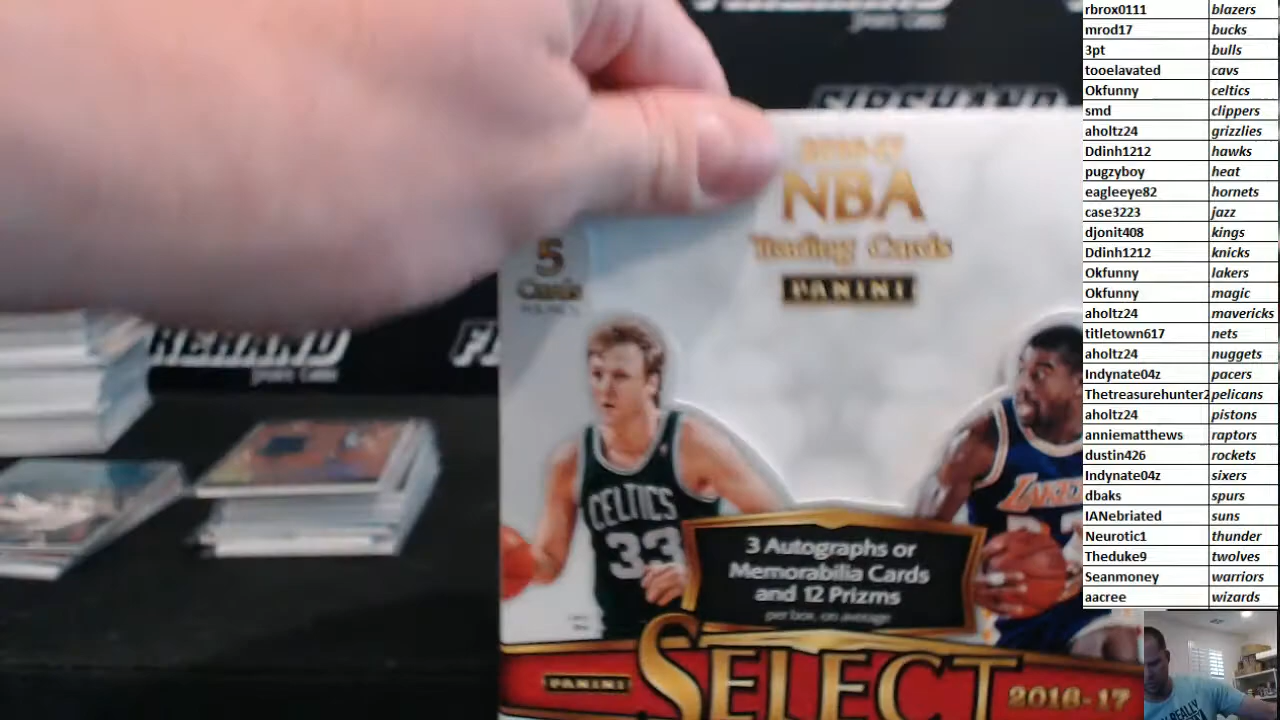 rbrox0111 blazers
mrod17 bucks
3pt bulls
tooelavated cavs
Okfunny celtics
smd clippers
aholtz24 grizzlies
Ddinh1212 hawks
pugzyboy heat
eagleeye82 hornets
case3223 jazz
djonit408 kings
Ddinh1212 knicks
Okfunny lakers
Okfunny magic
aholtz24 mavericks
titletown617 nets
aholtz24 nuggets
Indynate04z pacers
Thetreasurehunter2 pelicans
aholtz24 pistons
anniematthews raptors
dustin426 rockets
Indynate04z sixers
dbaks spurs
IANebriated suns
Neurotic1 thunder
Theduke9 twolves
Seanmoney warriors
aacree wizards
2016-17
NBA
Trading Cards
PANINI
5
Cards
CELTICS
33
3 Autographs or
Memorabilia Cards
and 12 Prizms
per box, on average
PANINI
SELECT
2016-17